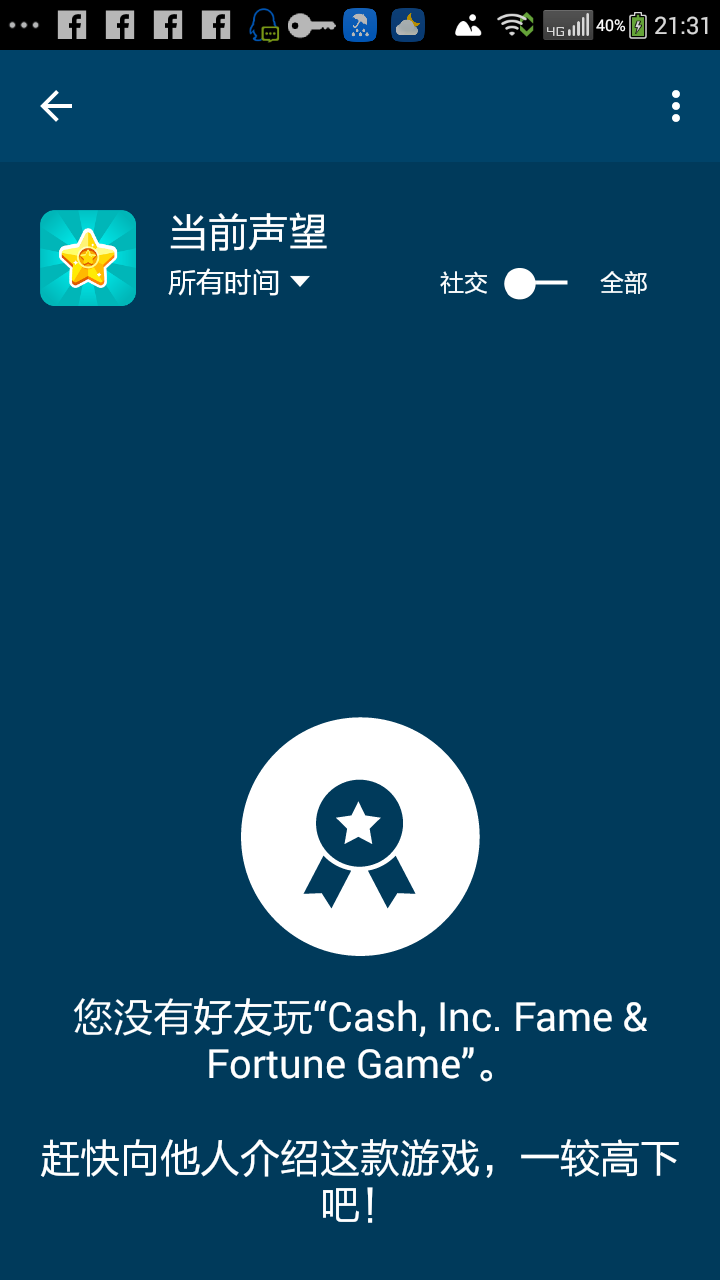 4G 40% 21:31
当前声望
所有时间 社交 全部
您没有好友玩“Cash, Inc. Fame &
Fortune Game”。
赶快向他人介绍这款游戏，一较高下
吧！